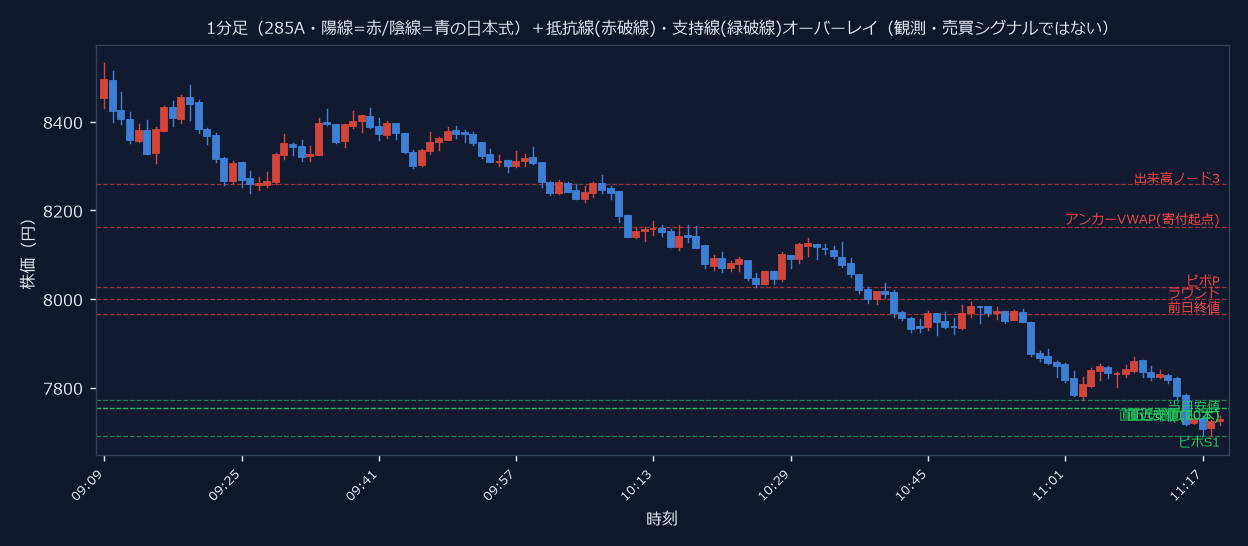 1分足（285A・陽線=赤/陰線=青の日本式）＋抵抗線(赤破線)・支持線(緑破線)オーバーレイ（観測・売買シグナルではない）
株価（円）
8400
8200
8000
7800
出来高ノード3
アンカーVWAP(寄付起点)
ピボP
ラウンド
前日終値
当日安値
ピボS1
09:09
09:25
09:41
09:57
10:13
10:29
10:45
11:01
11:17
時刻